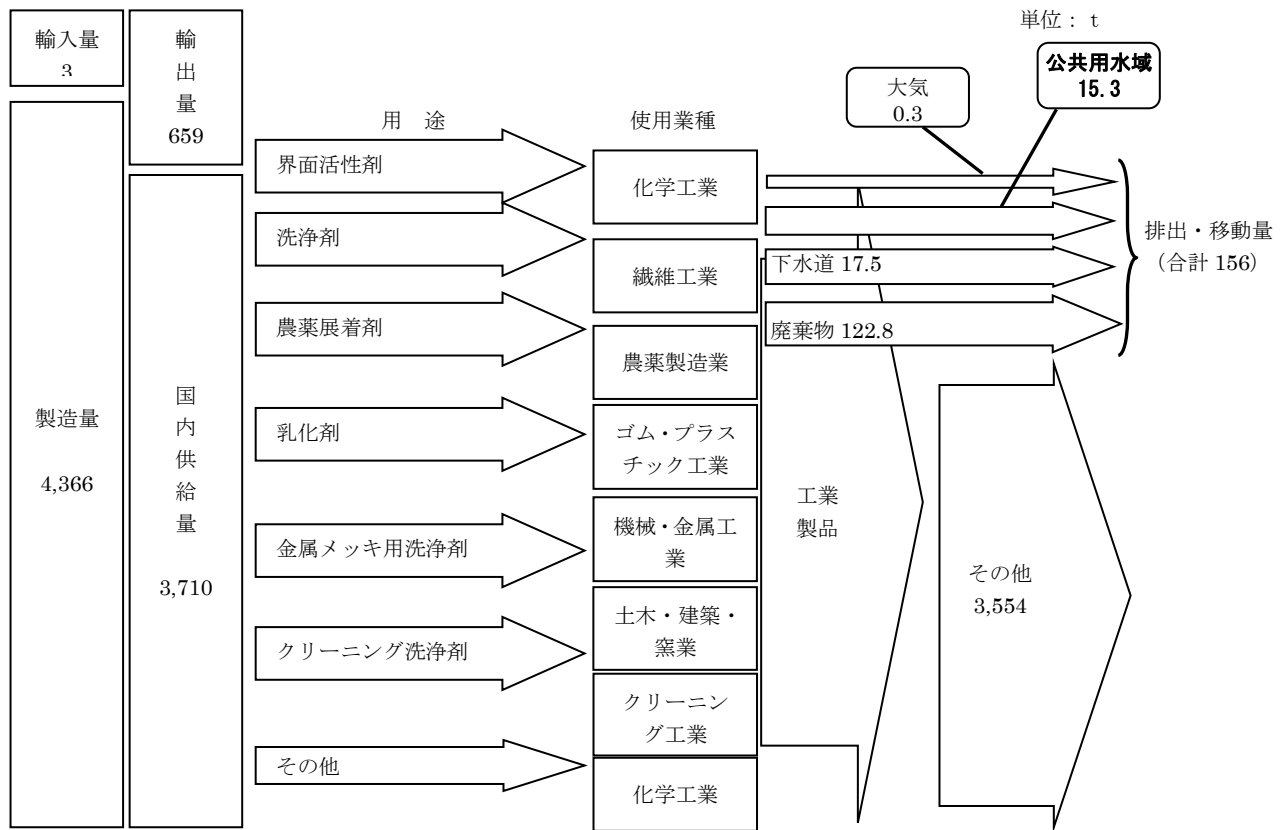 単位：t
輸入量
3
輸出量
659
製造量
4,366
国内供給量
3,710
用 途
界面活性剤
洗浄剤
農薬展着剤
乳化剤
金属メッキ用洗浄剤
クリーニング洗浄剤
その他
使用業種
化学工業
繊維工業
農薬製造業
ゴム・プラス
チック工業
機械・金属工
業
土木・建築・
窯業
クリーニン
グ工業
化学工業
工業
製品
大気
0.3
公共用水域
15.3
下水道 17.5
廃棄物 122.8
排出・移動量
（合計 156）
その他
3,554